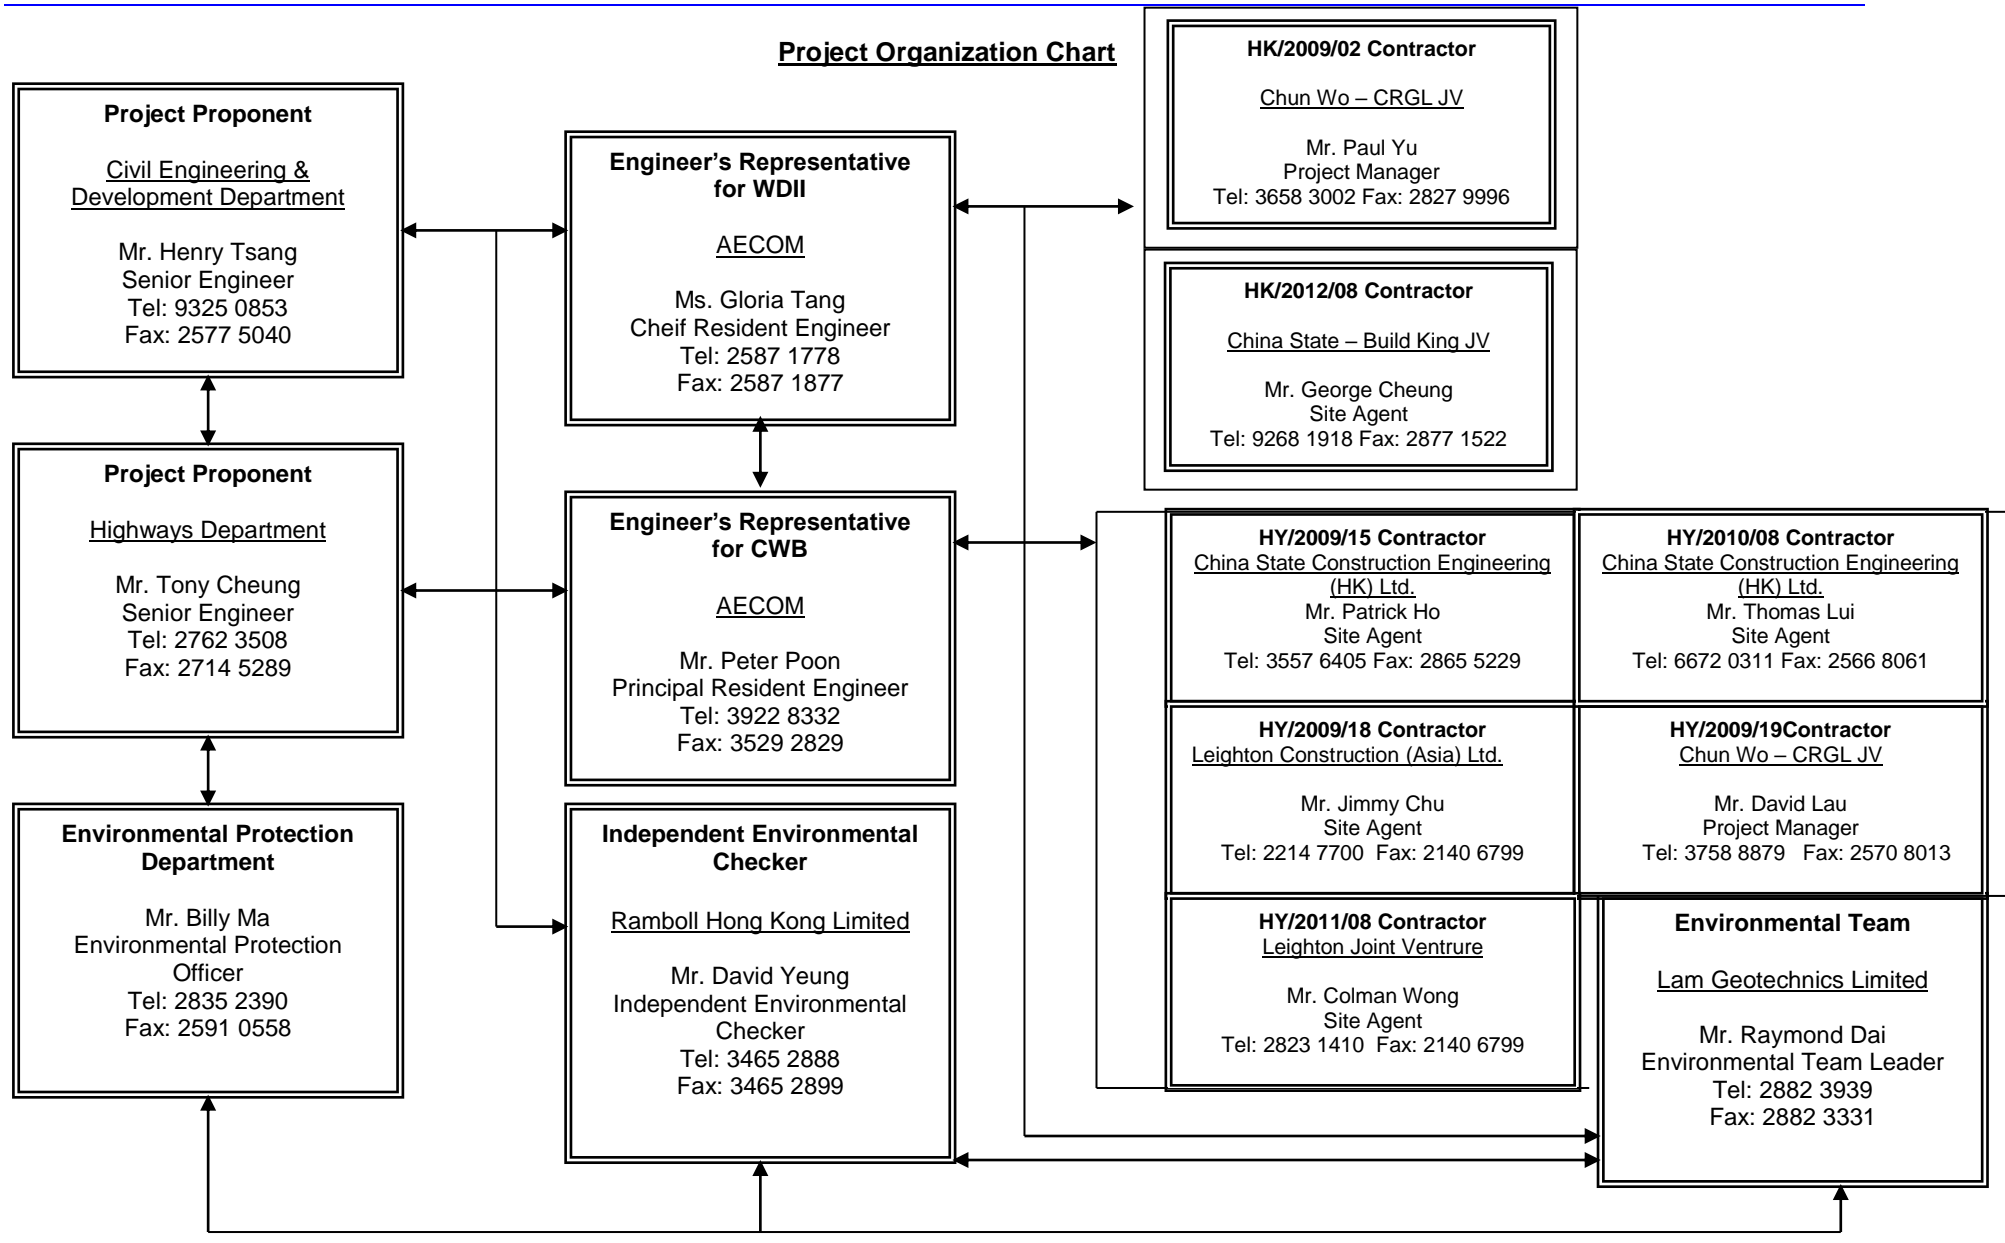 Project Organization Chart
Project Proponent
Civil Engineering &
Development Department
Mr. Henry Tsang
Senior Engineer
Tel: 9325 0853
Fax: 2577 5040
Project Proponent
Highways Department
Mr. Tony Cheung
Senior Engineer
Tel: 2762 3508
Fax: 2714 5289
Environmental Protection
Department
Mr. Billy Ma
Environmental Protection
Officer
Tel: 2835 2390
Fax: 2591 0558
Engineer’s Representative
for WDII
AECOM
Ms. Gloria Tang
Cheif Resident Engineer
Tel: 2587 1778
Fax: 2587 1877
Engineer’s Representative
for CWB
AECOM
Mr. Peter Poon
Principal Resident Engineer
Tel: 3922 8332
Fax: 3529 2829
Independent Environmental
Checker
Ramboll Hong Kong Limited
Mr. David Yeung
Independent Environmental
Checker
Tel: 3465 2888
Fax: 3465 2899
HK/2009/02 Contractor
Chun Wo – CRGL JV
Mr. Paul Yu
Project Manager
Tel: 3658 3002 Fax: 2827 9996
HK/2012/08 Contractor
China State – Build King JV
Mr. George Cheung
Site Agent
Tel: 9268 1918 Fax: 2877 1522
HY/2009/15 Contractor
China State Construction Engineering
(HK) Ltd.
Mr. Patrick Ho
Site Agent
Tel: 3557 6405 Fax: 2865 5229
HY/2010/08 Contractor
China State Construction Engineering
(HK) Ltd.
Mr. Thomas Lui
Site Agent
Tel: 6672 0311 Fax: 2566 8061
HY/2009/18 Contractor
Leighton Construction (Asia) Ltd.
Mr. Jimmy Chu
Site Agent
Tel: 2214 7700 Fax: 2140 6799
HY/2009/19Contractor
Chun Wo – CRGL JV
Mr. David Lau
Project Manager
Tel: 3758 8879 Fax: 2570 8013
HY/2011/08 Contractor
Leighton Joint Ventrure
Mr. Colman Wong
Site Agent
Tel: 2823 1410 Fax: 2140 6799
Environmental Team
Lam Geotechnics Limited
Mr. Raymond Dai
Environmental Team Leader
Tel: 2882 3939
Fax: 2882 3331